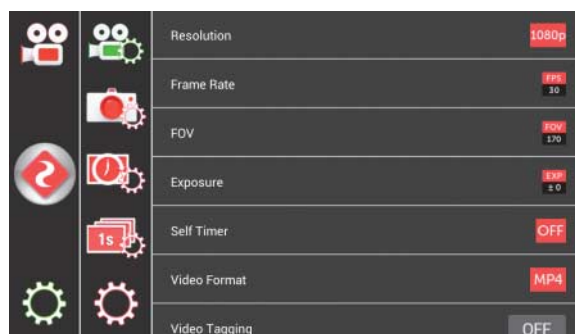 Resolution 1080p
Frame Rate FPS 30
FOV FOV 170
Exposure EXP ± 0
1s
Self Timer OFF
Video Format MP4
Video Tagging OFF